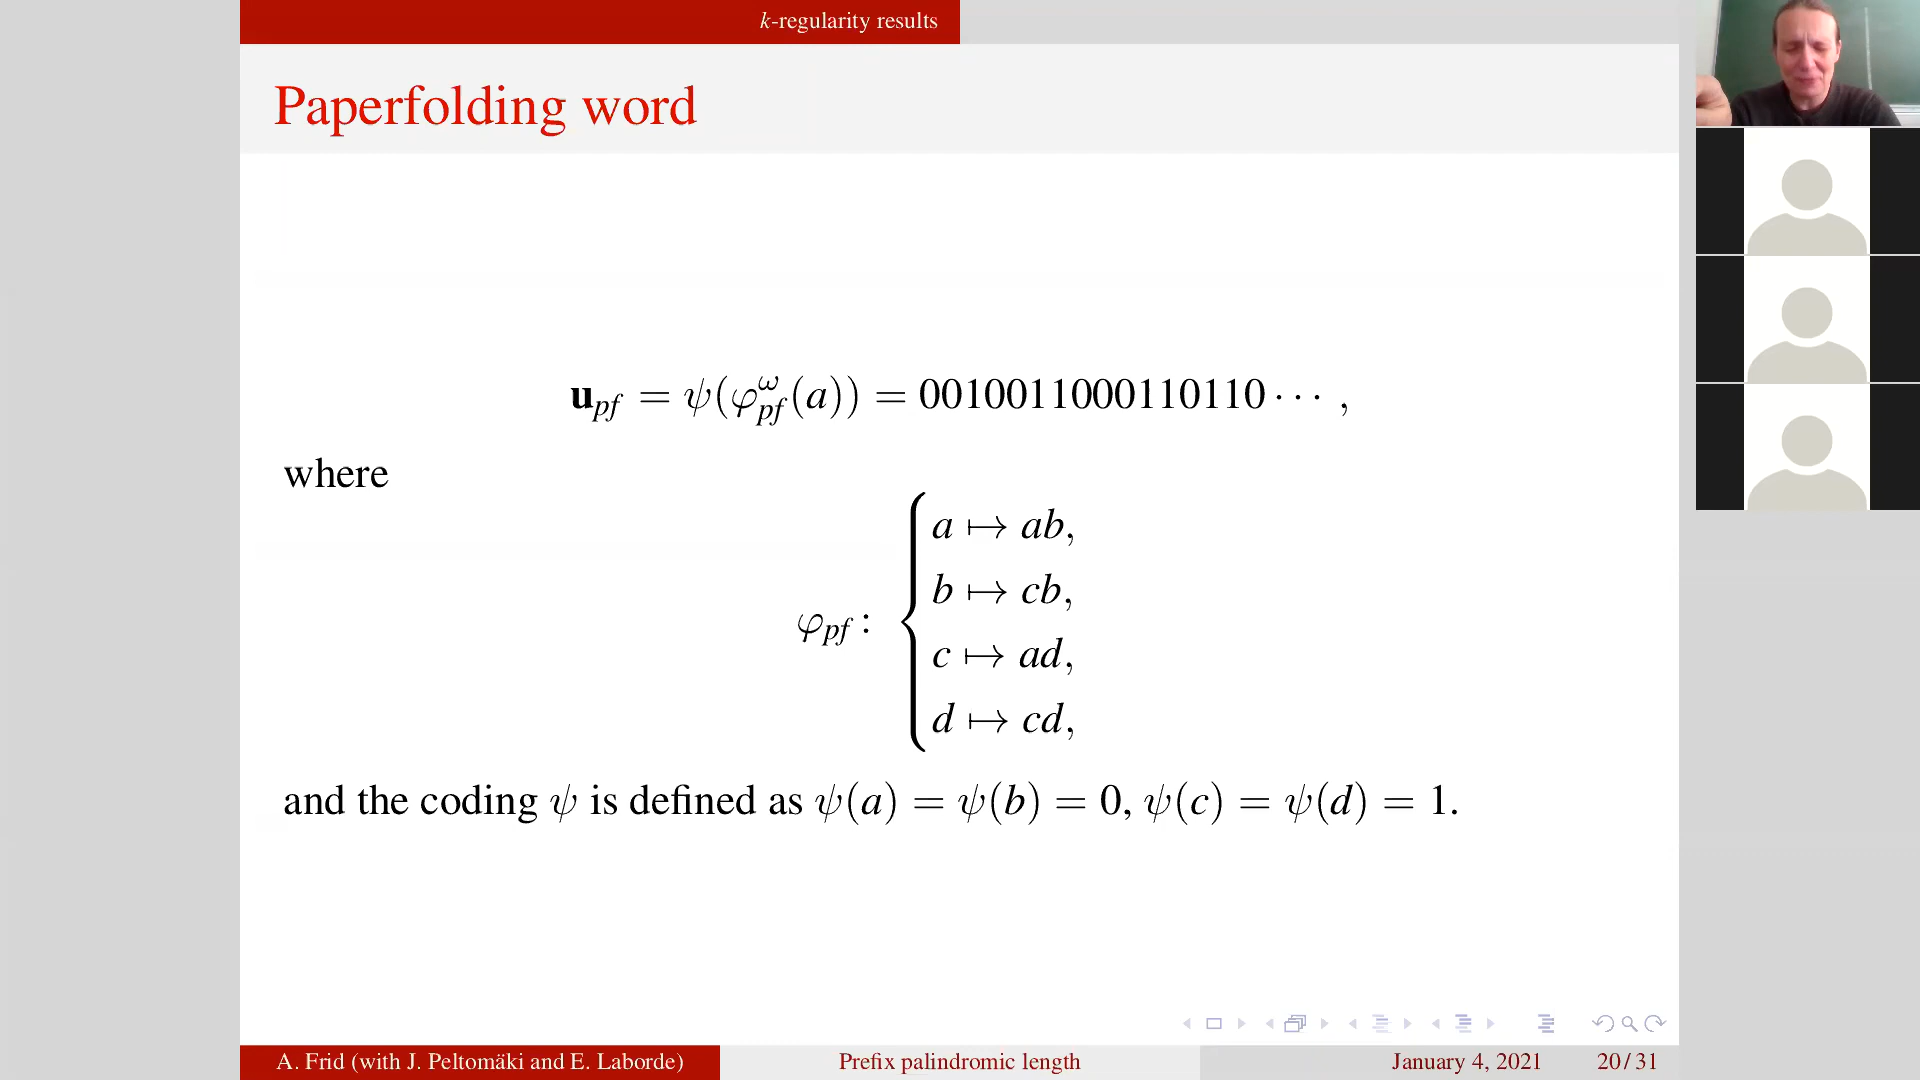 k-regularity results
Paperfolding word
u_pf = ψ(φ^ω_pf(a)) = 0010011000110110 · · · ,
where
φ_pf :
a ↦ ab,
b ↦ cb,
c ↦ ad,
d ↦ cd,
and the coding ψ is defined as ψ(a) = ψ(b) = 0, ψ(c) = ψ(d) = 1.
A. Frid (with J. Peltomäki and E. Laborde) Prefix palindromic length January 4, 2021 20 / 31